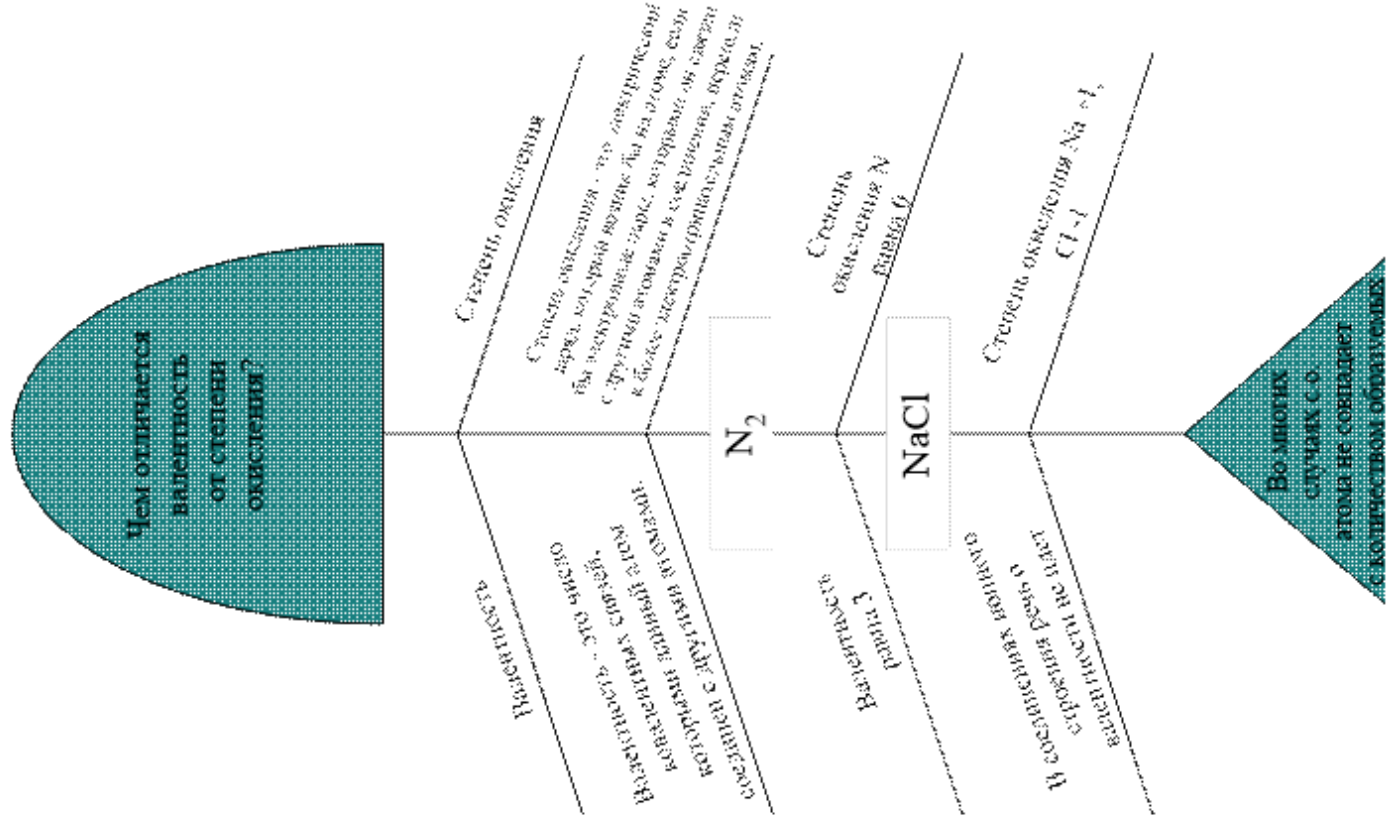 Чем отличается
валентность
от степени
окисления?
Валентность
Степень окисления
Валентность - это число
ковалентных связей,
которыми данный атом
соединен с другими атомами.
Степень окисления - это электрический
заряд, который возник бы на атоме, если
бы электронные пары, которыми он связан
с другими атомами в соединении, перешли
к более электроотрицательным атомам.
N2
Валентность
равна 3
Степень
окисления N
равна 0
NaCl
В соединениях ионного
строения речь о
валентности не идет
Степень окисления Na +1,
Cl -1
Во многих
случаях с.о.
атома не совпадает
с количеством образуемых